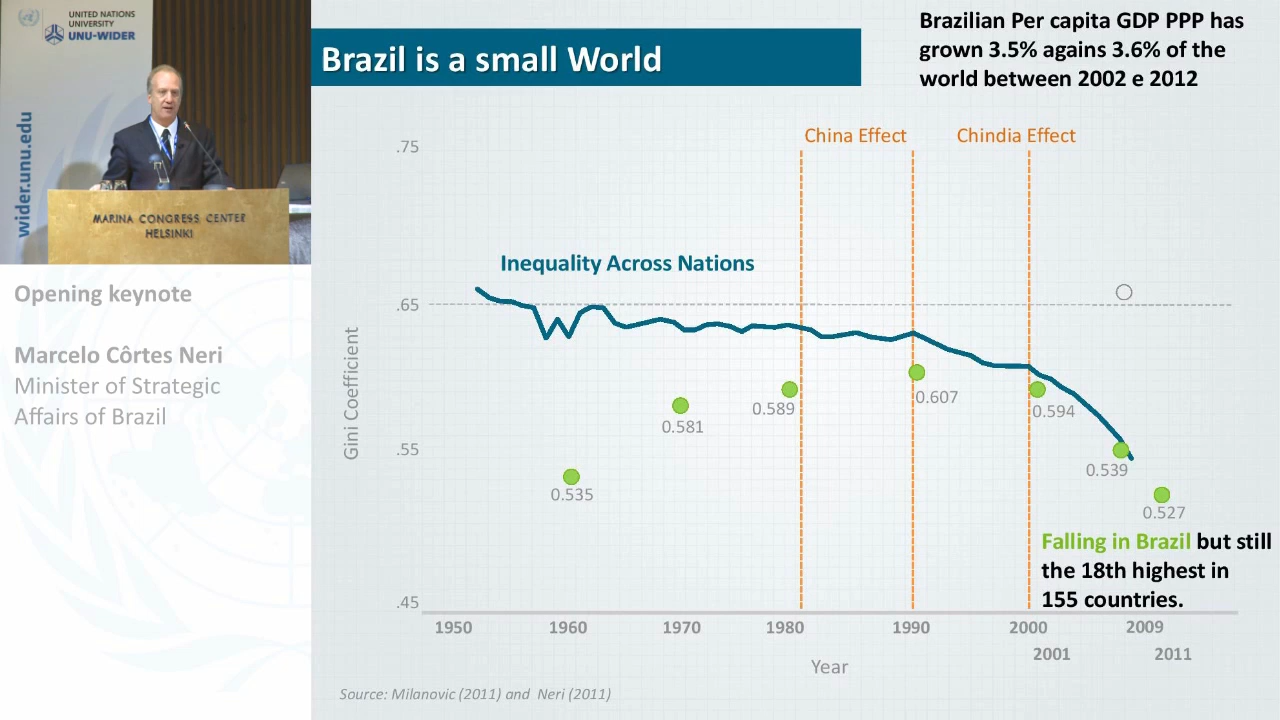 UNITED NATIONS
UNIVERSITY
UNU-WIDER
wider.unu.edu
MARINA CONGRESS CENTER
HELSINKI
Opening keynote
Marcelo Côrtes Neri
Minister of Strategic
Affairs of Brazil
Brazil is a small World
Brazilian Per capita GDP PPP has
grown 3.5% agains 3.6% of the
world between 2002 e 2012
China Effect
Chindia Effect
.75
Inequality Across Nations
.65
Gini Coefficient
0.589
0.607
0.594
0.581
.55
0.539
0.535
0.527
Falling in Brazil but still
the 18th highest in
155 countries.
.45
1950
1960
1970
1980
1990
2000
2009
2001
2011
Year
Source: Milanovic (2011) and Neri (2011)